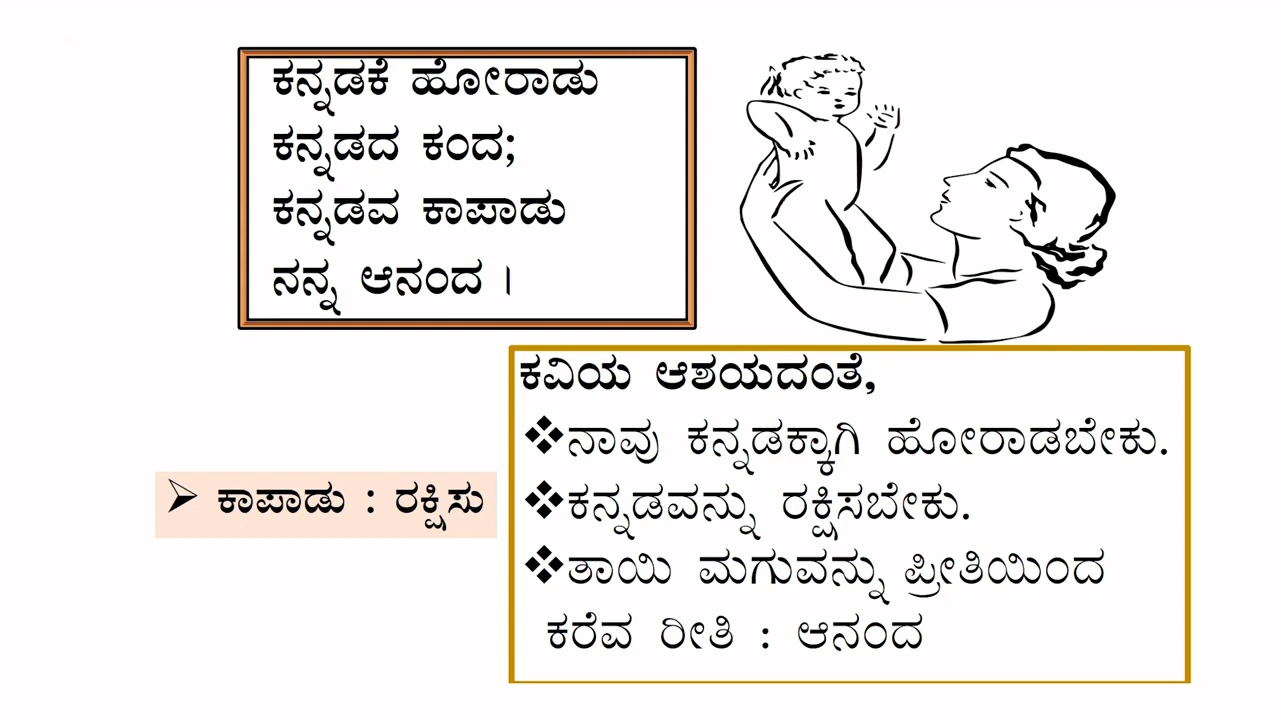 ಕನ್ನಡಕೆ ಹೋರಾಡು
ಕನ್ನಡದ ಕಂದ;
ಕನ್ನಡವ ಕಾಪಾಡು
ನನ್ನ ಆನಂದ ।
ಕವಿಯ ಆಶಯದಂತೆ,
❖ನಾವು ಕನ್ನಡಕ್ಕಾಗಿ ಹೋರಾಡಬೇಕು.
❖ಕನ್ನಡವನ್ನು ರಕ್ಷಿಸಬೇಕು.
❖ತಾಯಿ ಮಗುವನ್ನು ಪ್ರೀತಿಯಿಂದ
ಕರೆವ ರೀತಿ : ಆನಂದ
➢ ಕಾಪಾಡು : ರಕ್ಷಿಸು